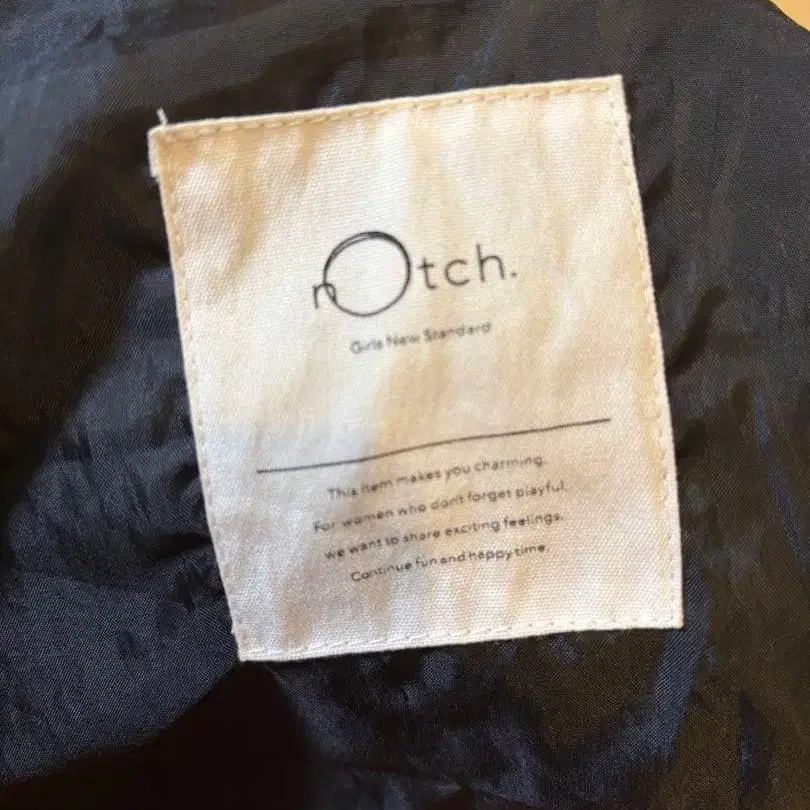 nOtch.
Girls New Standard
This item makes you charming.
For women who don't forget playful.
we want to share exciting feelings.
Continue fun and happy time.